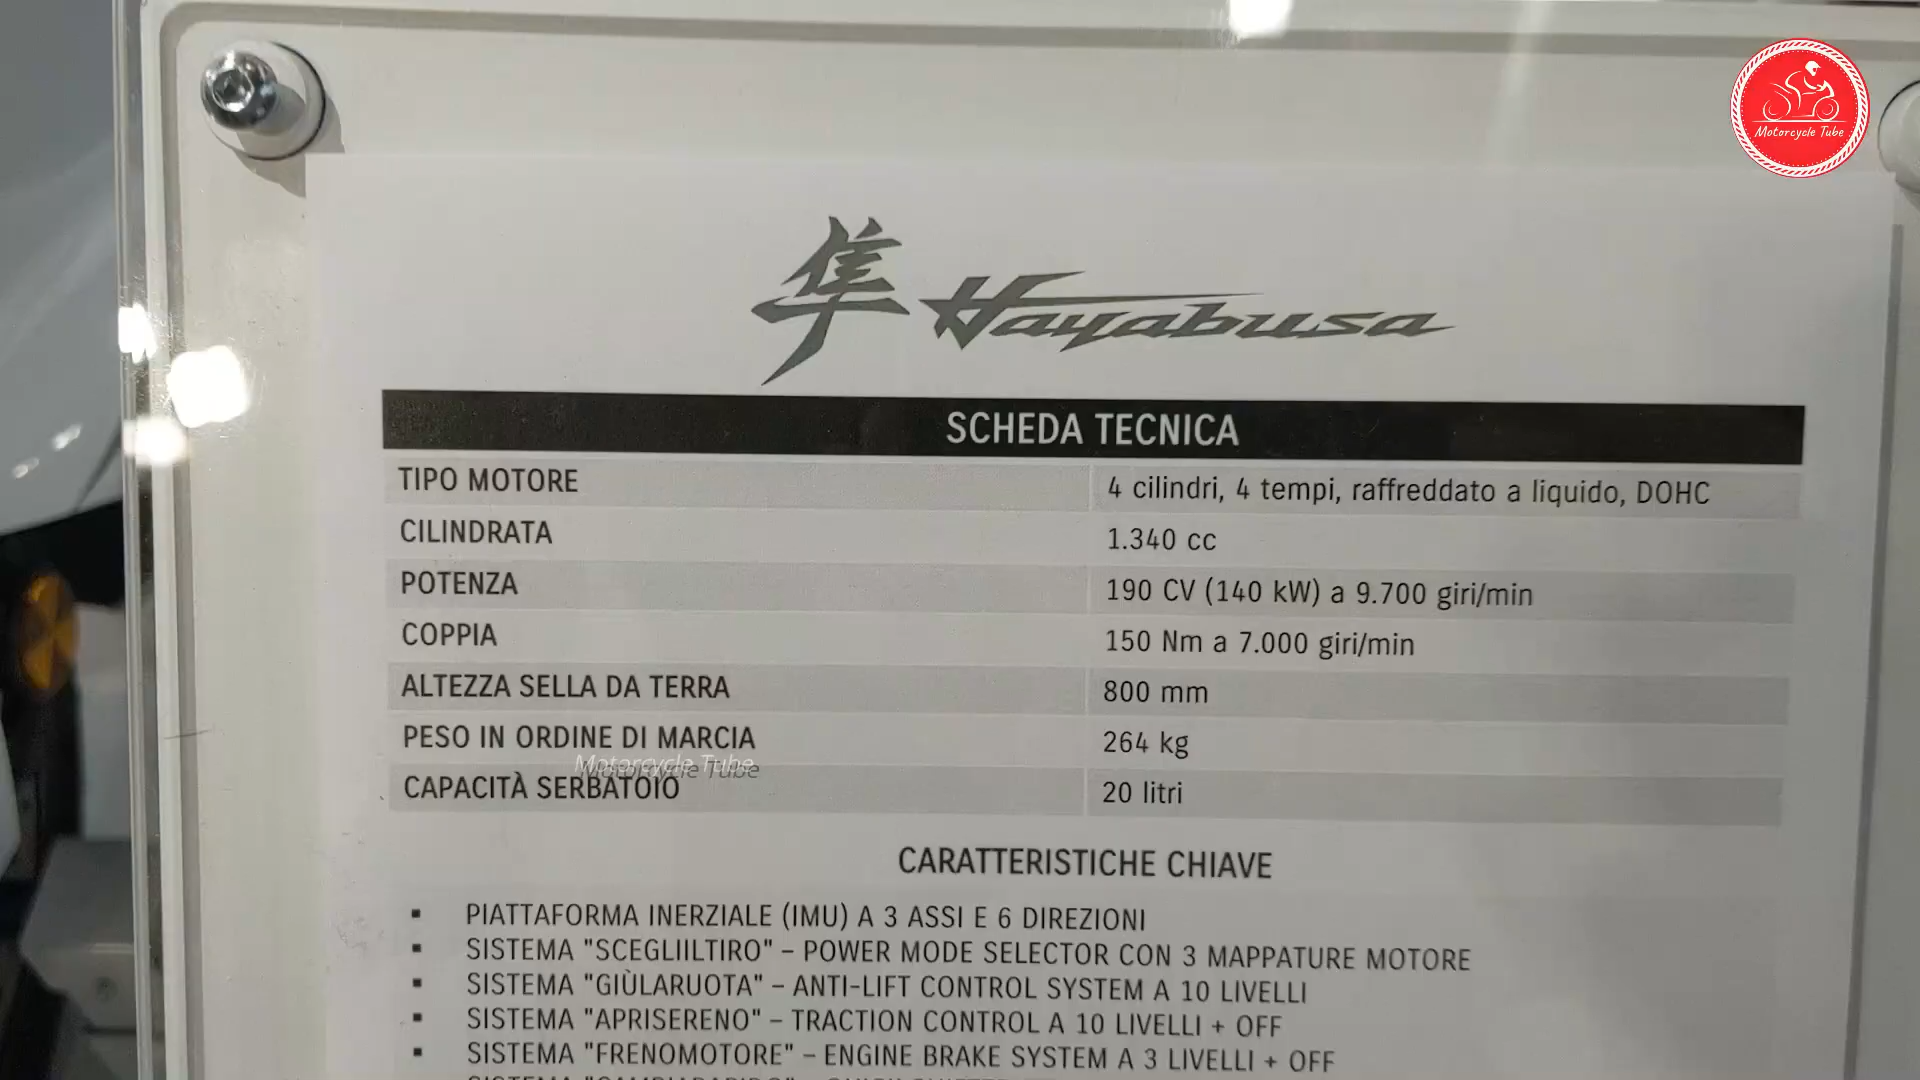 Motorcycle Tube
隼 Hayabusa
SCHEDA TECNICA
TIPO MOTORE 4 cilindri, 4 tempi, raffreddato a liquido, DOHC
CILINDRATA 1.340 cc
POTENZA 190 CV (140 kW) a 9.700 giri/min
COPPIA 150 Nm a 7.000 giri/min
ALTEZZA SELLA DA TERRA 800 mm
PESO IN ORDINE DI MARCIA 264 kg
Motorcycle Tube
CAPACITÀ SERBATOIO 20 litri
CARATTERISTICHE CHIAVE
▪ PIATTAFORMA INERZIALE (IMU) A 3 ASSI E 6 DIREZIONI
▪ SISTEMA "SCEGLIILTIRO" – POWER MODE SELECTOR CON 3 MAPPATURE MOTORE
▪ SISTEMA "GIÙLARUOTA" – ANTI-LIFT CONTROL SYSTEM A 10 LIVELLI
▪ SISTEMA "APRISERENO" – TRACTION CONTROL A 10 LIVELLI + OFF
▪ SISTEMA "FRENOMOTORE" – ENGINE BRAKE SYSTEM A 3 LIVELLI + OFF